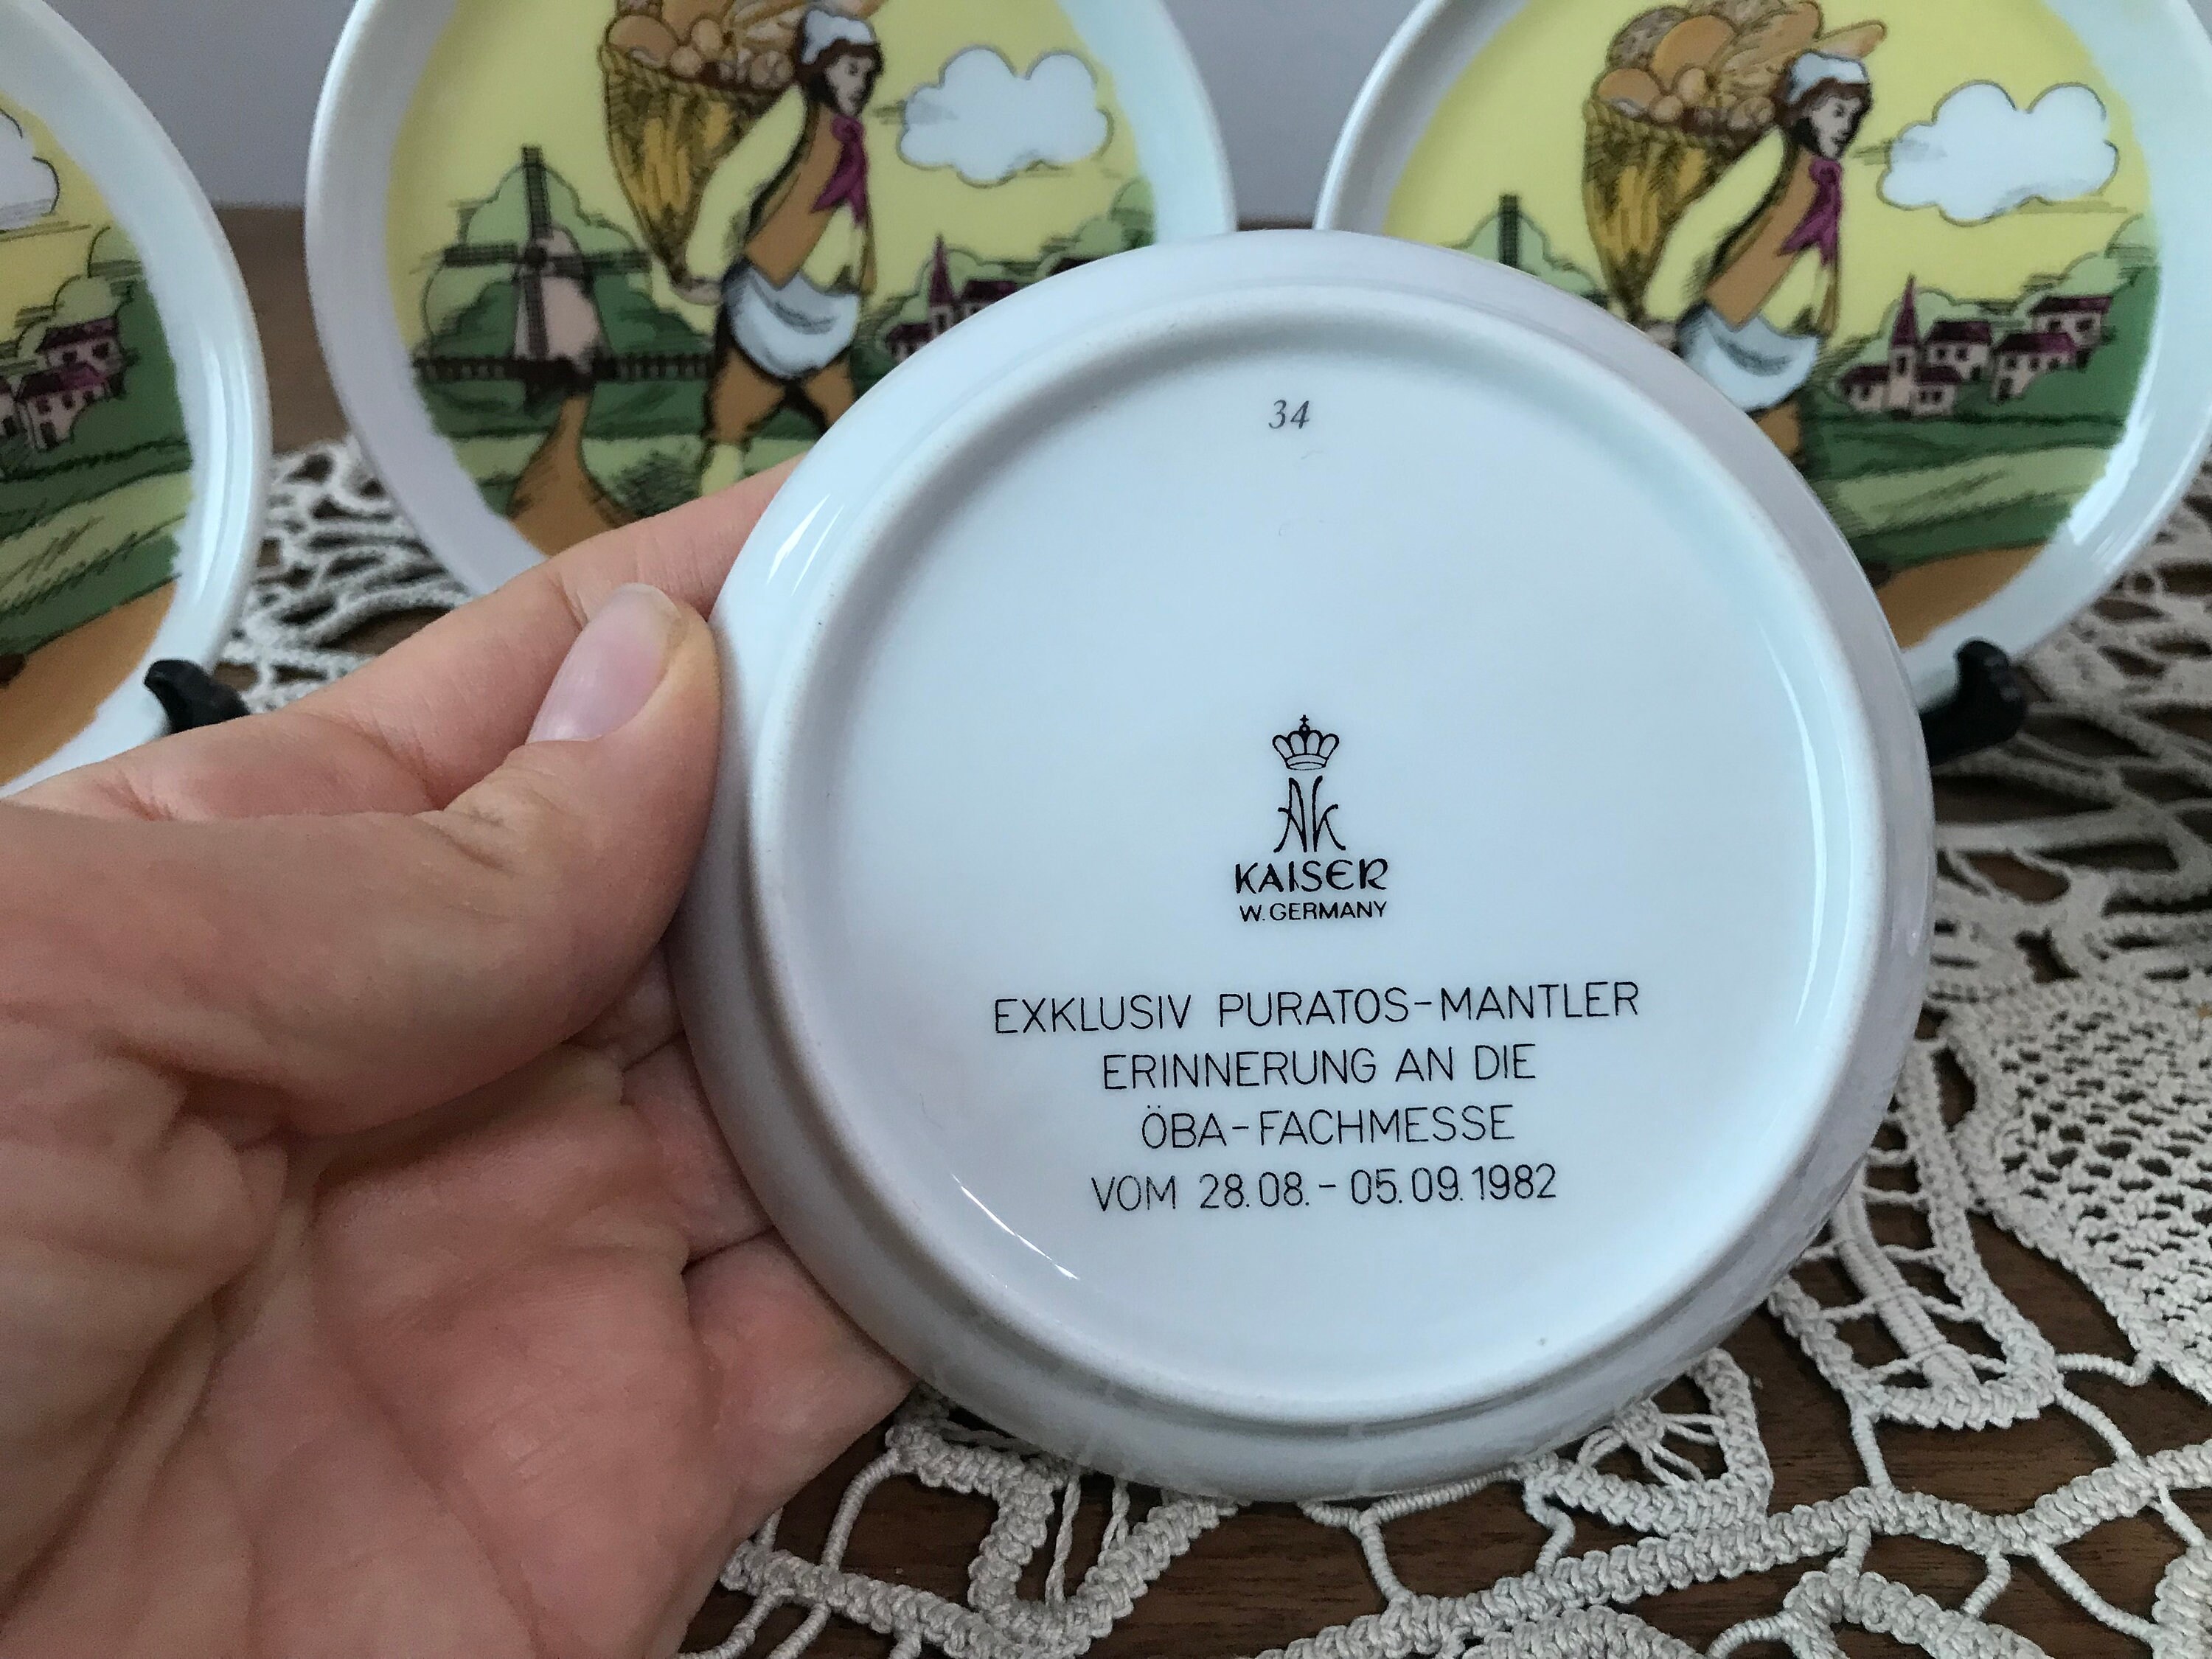 34
AK
KAISER
W. GERMANY
EXKLUSIV PURATOS-MANTLER
ERINNERUNG AN DIE
ÖBA-FACHMESSE
VOM 28.08. - 05.09.1982